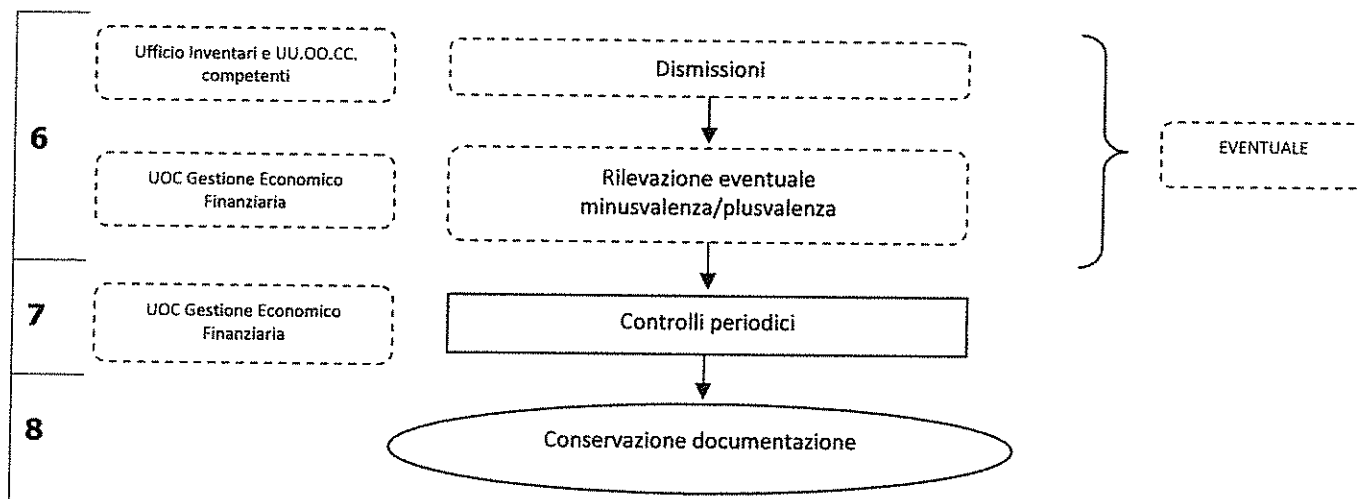 Ufficio Inventari e UU.OO.CC.
competenti
Dismissioni
6
UOC Gestione Economico
Finanziaria
Rilevazione eventuale
minusvalenza/plusvalenza
EVENTUALE
7
UOC Gestione Economico
Finanziaria
Controlli periodici
8
Conservazione documentazione